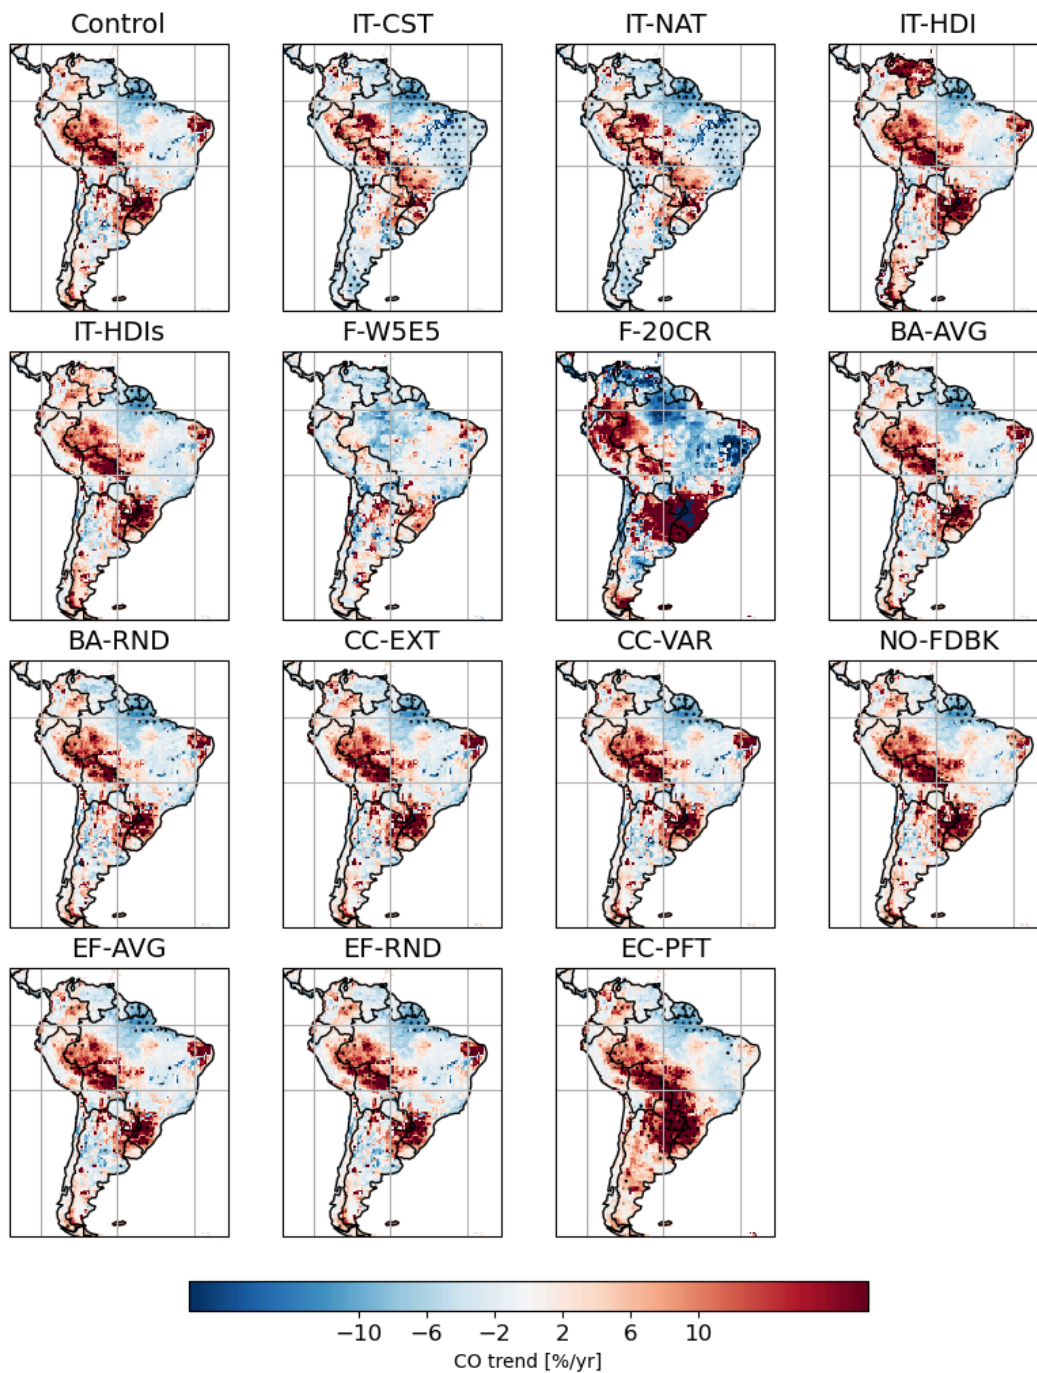 Control IT-CST IT-NAT IT-HDI
IT-HDIs F-W5E5 F-20CR BA-AVG
BA-RND CC-EXT CC-VAR NO-FDBK
EF-AVG EF-RND EC-PFT
−10 −6 −2 2 6 10
CO trend [%/yr]